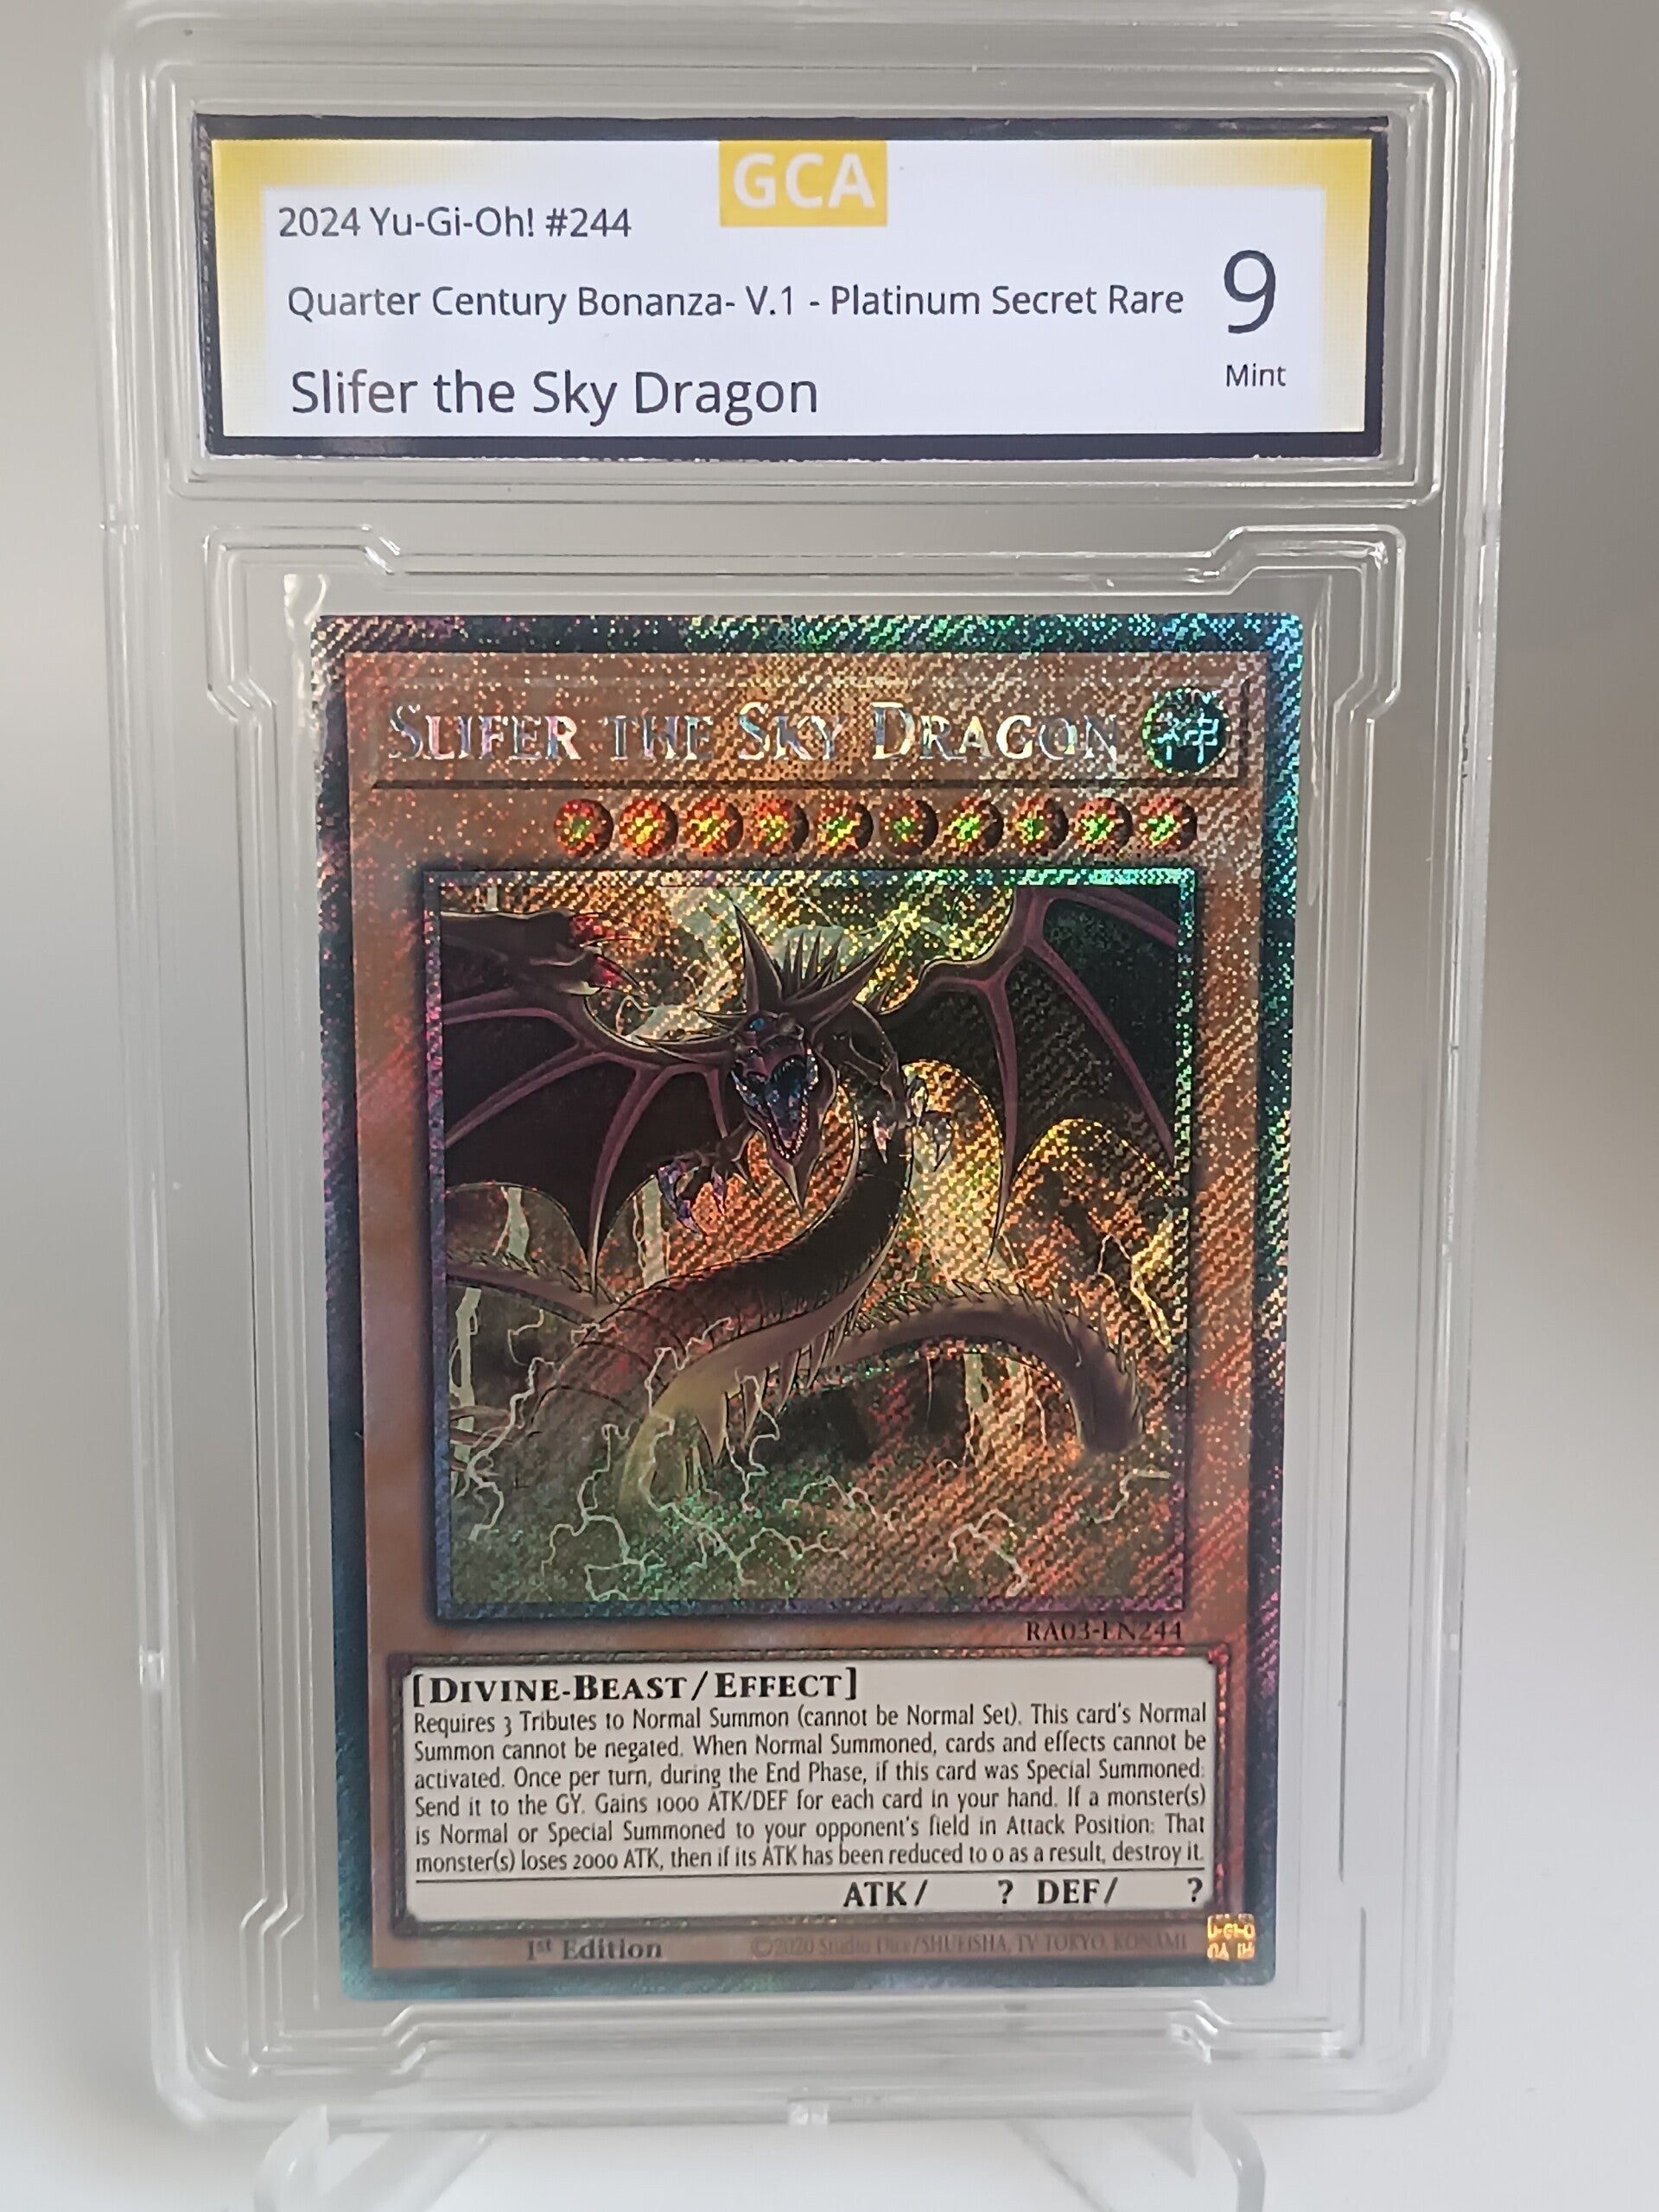 GCA
2024 Yu-Gi-Oh! #244
Quarter Century Bonanza- V.1 - Platinum Secret Rare
9
Mint
Slifer the Sky Dragon
Slifer the Sky Dragon
神
RA03-EN244
[Divine-Beast/Effect]
Requires 3 Tributes to Normal Summon (cannot be Normal Set). This card's Normal
Summon cannot be negated. When Normal Summoned, cards and effects cannot be
activated. Once per turn, during the End Phase, if this card was Special Summoned:
Send it to the GY. Gains 1000 ATK/DEF for each card in your hand. If a monster(s)
is Normal or Special Summoned to your opponent's field in Attack Position: That
monster(s) loses 2000 ATK, then if its ATK has been reduced to 0 as a result, destroy it.
ATK/ ? DEF/ ?
1st Edition
©2020 Studio Dice/SHUEISHA, TV TOKYO, KONAMI